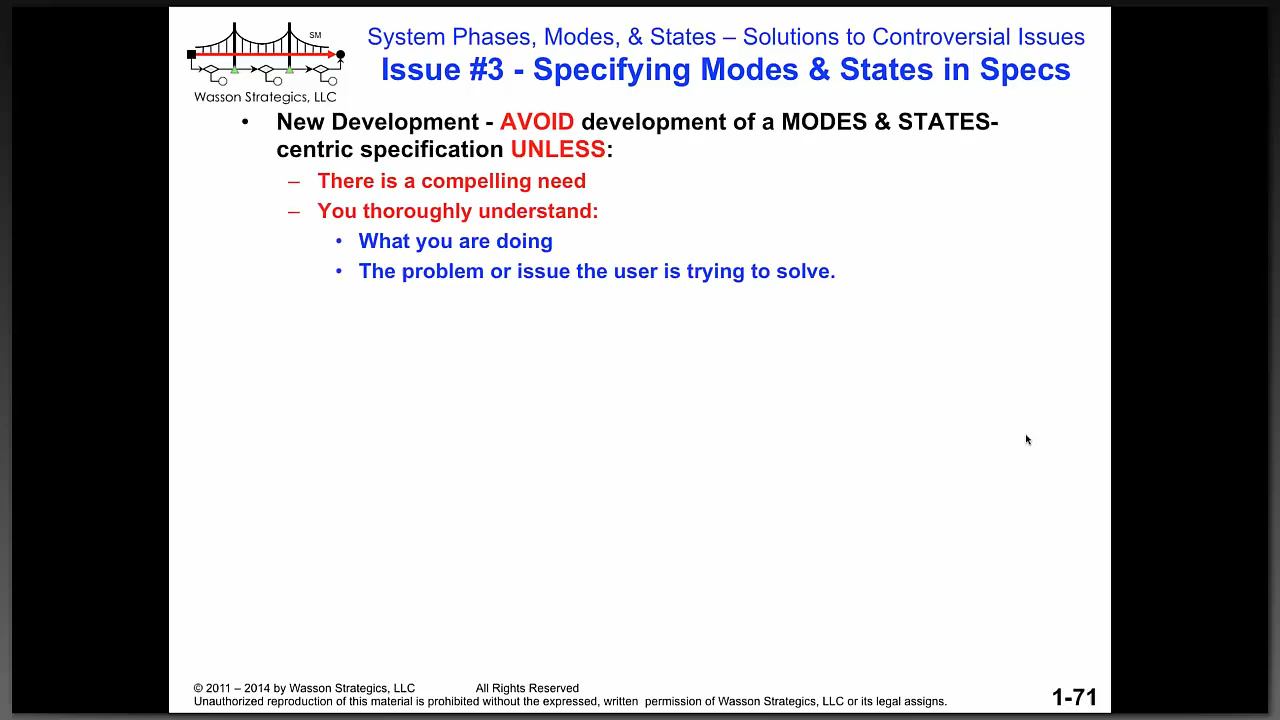 SM
Wasson Strategics, LLC
System Phases, Modes, & States – Solutions to Controversial Issues
Issue #3 - Specifying Modes & States in Specs
• New Development - AVOID development of a MODES & STATES-
centric specification UNLESS:
– There is a compelling need
– You thoroughly understand:
• What you are doing
• The problem or issue the user is trying to solve.
© 2011 – 2014 by Wasson Strategics, LLC All Rights Reserved
Unauthorized reproduction of this material is prohibited without the expressed, written permission of Wasson Strategics, LLC or its legal assigns.
1-71